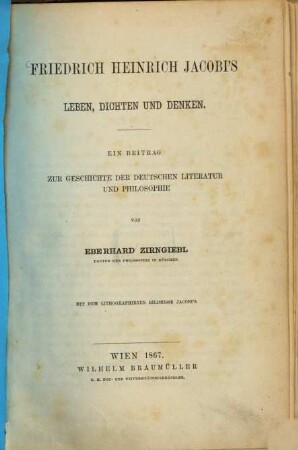 FRIEDRICH HEINRICH JACOBI'S
LEBEN, DICHTEN UND DENKEN.
EIN BEITRAG
ZUR GESCHICHTE DER DEUTSCHEN LITERATUR
UND PHILOSOPHIE
VON
EBERHARD ZIRNGIEBL
DOCTOR DER PHILOSOPHIE IN MÜNCHEN.
MIT DEM LITHOGRAPHIRTEN BILDNISSE JACOBI'S.
WIEN 1867.
WILHELM BRAUMÜLLER
K. K. HOF- UND UNIVERSITÄTSBUCHHÄNDLER.